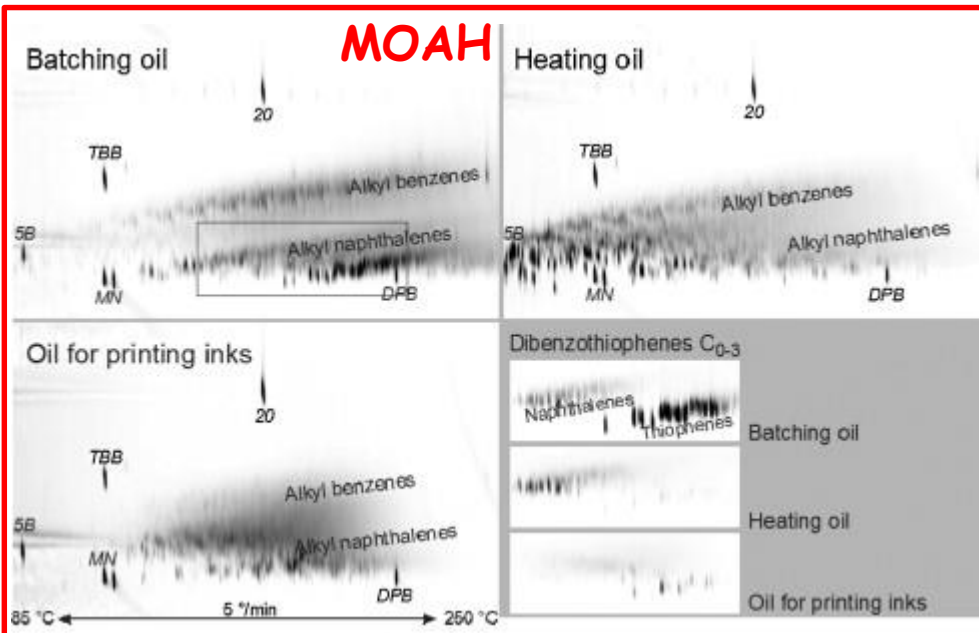 MOAH
Batching oil
20
TBB
Alkyl benzenes
5B
Alkyl naphthalenes
MN
DPB
Heating oil
20
TBB
Alkyl benzenes
5B
Alkyl naphthalenes
MN
DPB
Oil for printing inks
20
TBB
Alkyl benzenes
5B
Alkyl naphthalenes
MN
DPB
85 °C
5 °/min
250 °C
Dibenzothiophenes C0-3
Naphthalenes
Thiophenes
Batching oil
Heating oil
Oil for printing inks